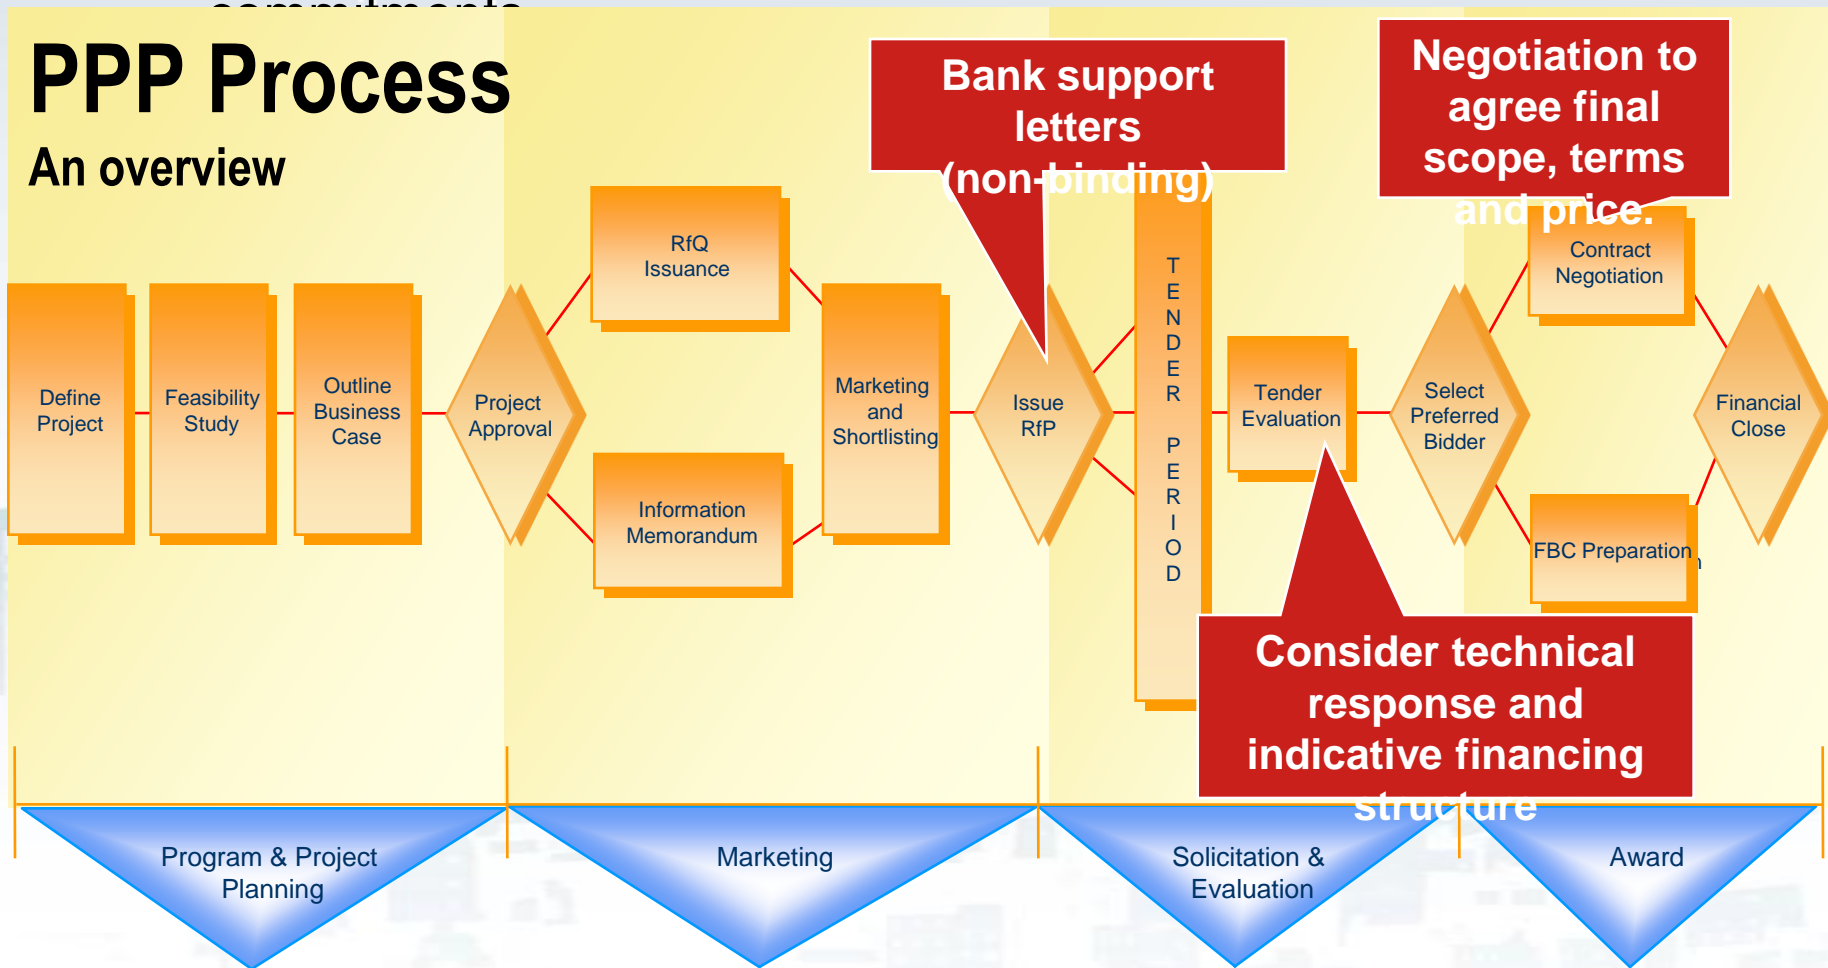 commitments
PPP Process
An overview
Bank support
letters
(non-binding)
Negotiation to
agree final
scope, terms
and price.
Define
Project
Feasibility
Study
Outline
Business
Case
Project
Approval
RfQ
Issuance
Information
Memorandum
Marketing
and
Shortlisting
Issue
RfP
T
E
N
D
E
R
P
E
R
I
O
D
Tender
Evaluation
Select
Preferred
Bidder
Contract
Negotiation
FBC Preparation
Financial
Close
Consider technical
response and
indicative financing
structure
Program & Project
Planning
Marketing
Solicitation &
Evaluation
Award